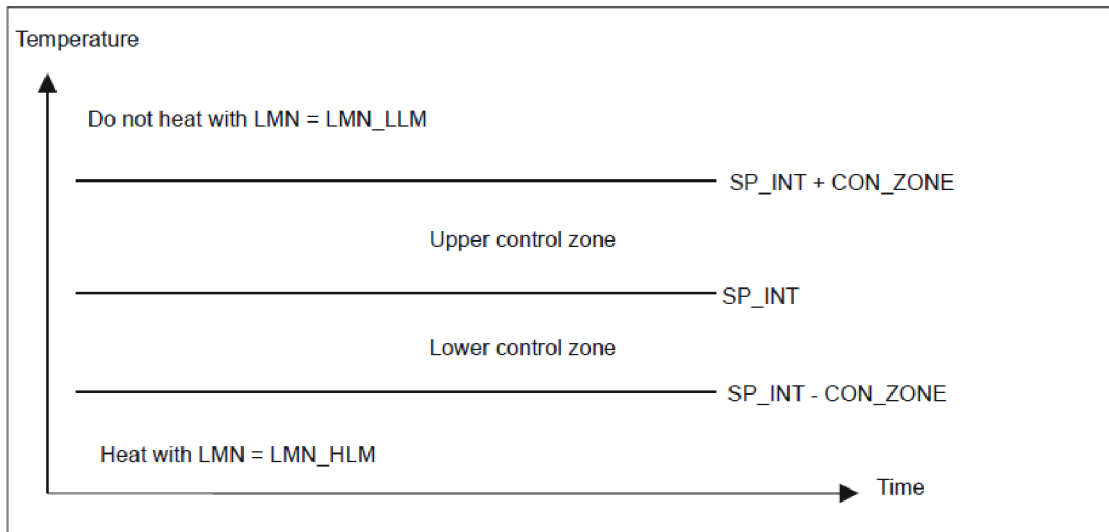 Temperature
Do not heat with LMN = LMN_LLM
SP_INT + CON_ZONE
Upper control zone
SP_INT
Lower control zone
SP_INT - CON_ZONE
Heat with LMN = LMN_HLM
Time